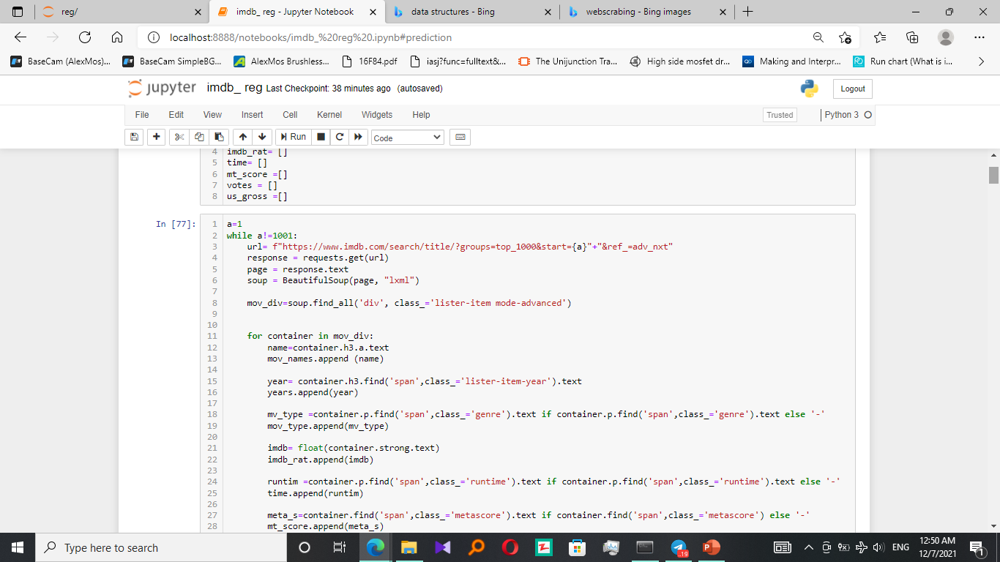 reg/
imdb_ reg - Jupyter Notebook
data structures - Bing
webscrabing - Bing images
localhost:8888/notebooks/imdb_%20reg%20.ipynb#prediction
BaseCam (AlexMos)...
BaseCam SimpleBG...
AlexMos Brushless...
16F84.pdf
iasj?func=fulltext&...
The Unijunction Tra...
High side mosfet dr...
Making and Interpr...
Run chart (What is i...
jupyter imdb_ reg Last Checkpoint: 38 minutes ago (autosaved)
Logout
File Edit View Insert Cell Kernel Widgets Help
Trusted
Python 3
Run
Code
4 imdb_rat= []
5 time= []
6 mt_score =[]
7 votes = []
8 us_gross =[]
In [77]:
1 a=1
2 while a!=1001:
3     url= f"https://www.imdb.com/search/title/?groups=top_1000&start={a}"+"&ref_=adv_nxt"
4     response = requests.get(url)
5     page = response.text
6     soup = BeautifulSoup(page, "lxml")
7
8     mov_div=soup.find_all('div', class_='lister-item mode-advanced')
9
10
11     for container in mov_div:
12         name=container.h3.a.text
13         mov_names.append (name)
14
15         year= container.h3.find('span',class_='lister-item-year').text
16         years.append(year)
17
18         mv_type =container.p.find('span',class_='genre').text if container.p.find('span',class_='genre').text else '-'
19         mov_type.append(mv_type)
20
21         imdb= float(container.strong.text)
22         imdb_rat.append(imdb)
23
24         runtim =container.p.find('span',class_='runtime').text if container.p.find('span',class_='runtime').text else '-'
25         time.append(runtim)
26
27         meta_s=container.find('span',class_='metascore').text if container.find('span',class_='metascore') else '-'
28         mt_score.append(meta_s)
Type here to search
.19
ENG
12:50 AM
12/7/2021
1